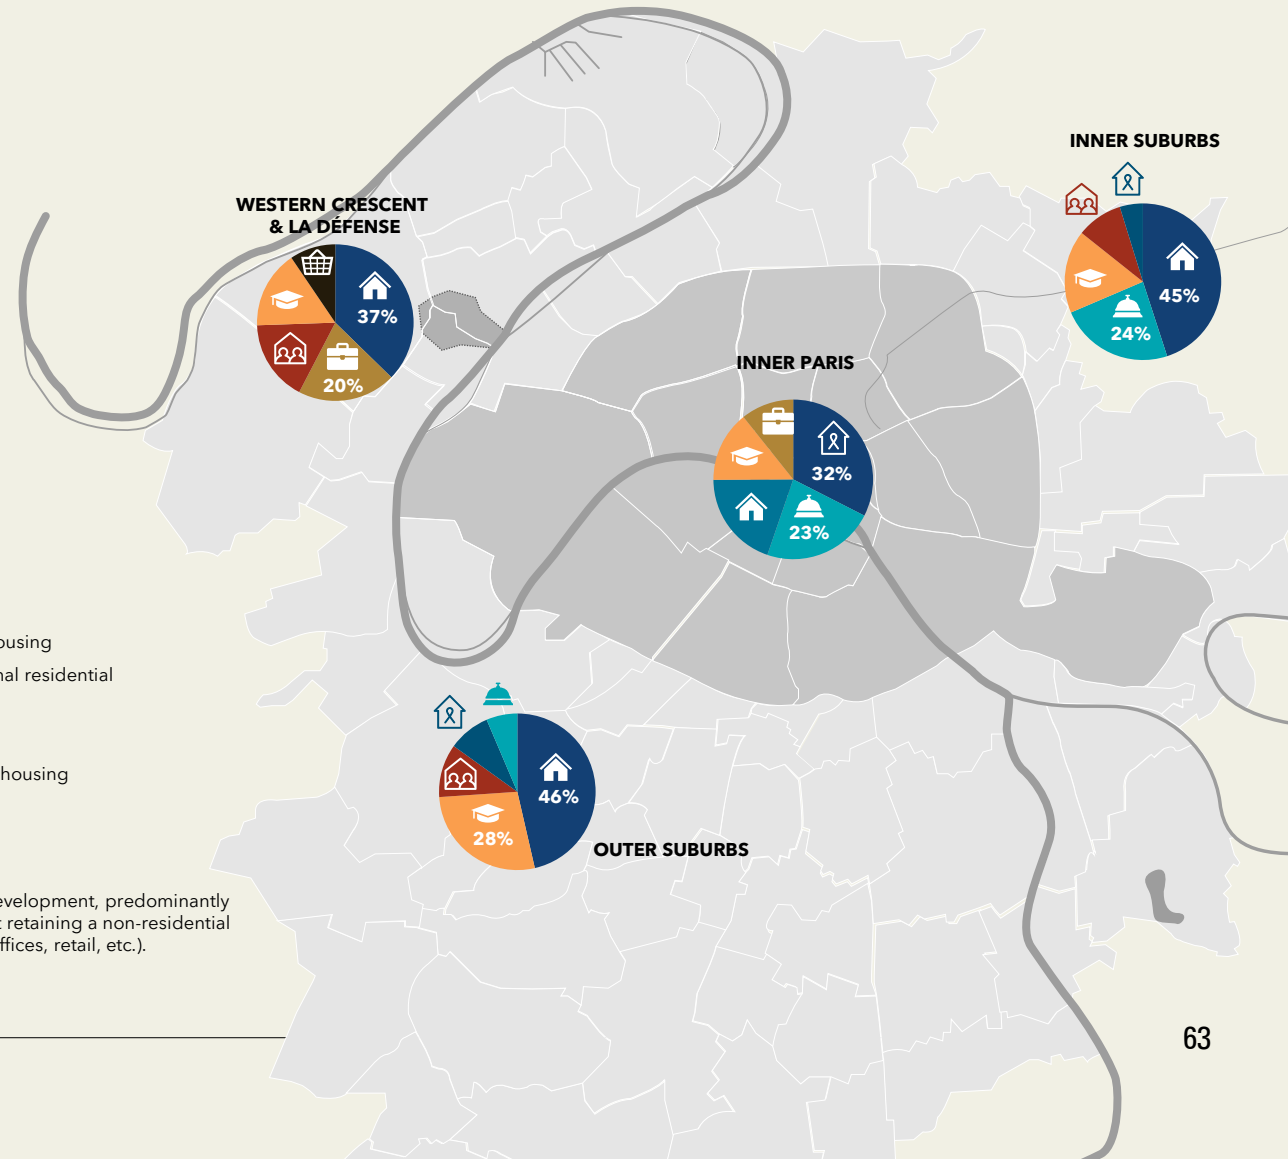 INNER SUBURBS
45%
24%
WESTERN CRESCENT
& LA DÉFENSE
37%
20%
INNER PARIS
32%
23%
ousing
nal residential
housing
46%
28%
OUTER SUBURBS
evelopment, predominantly
t retaining a non-residential
ffices, retail, etc.).
63